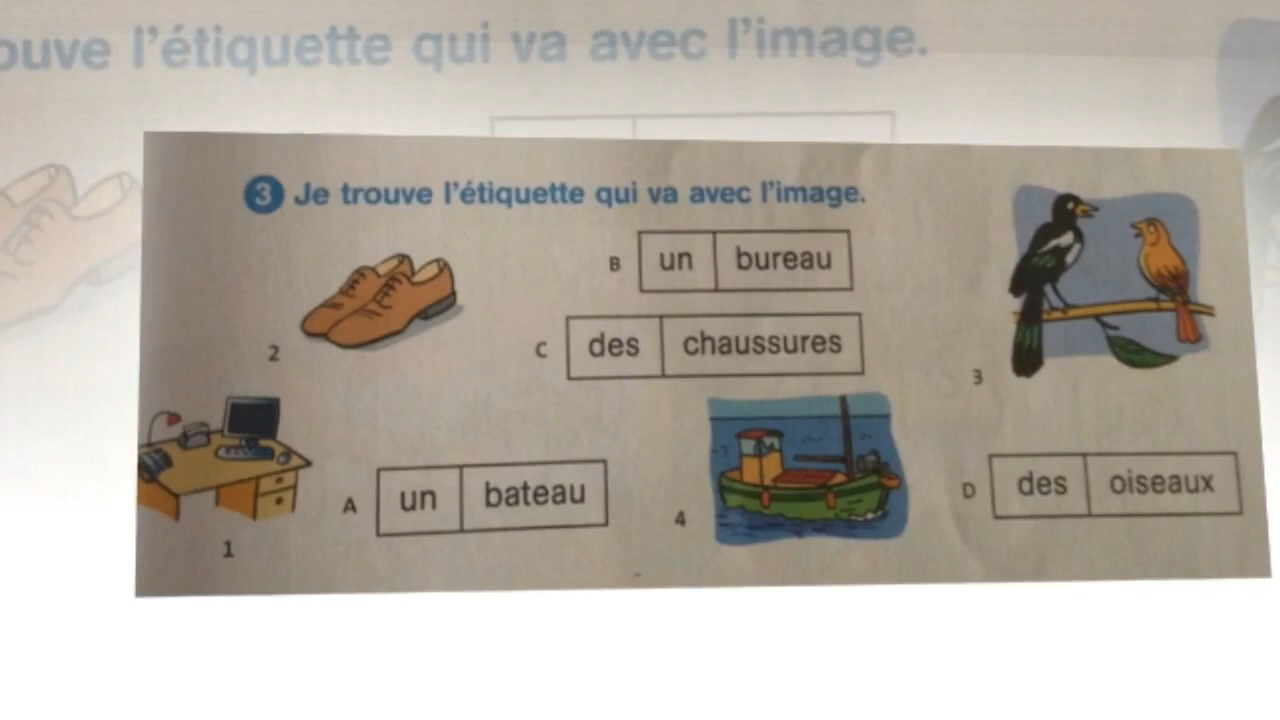 ouve l'étiquette qui va avec l'image.
3 Je trouve l'étiquette qui va avec l'image.
B un bureau
2
C des chaussures
3
A un bateau
4
D des oiseaux
1